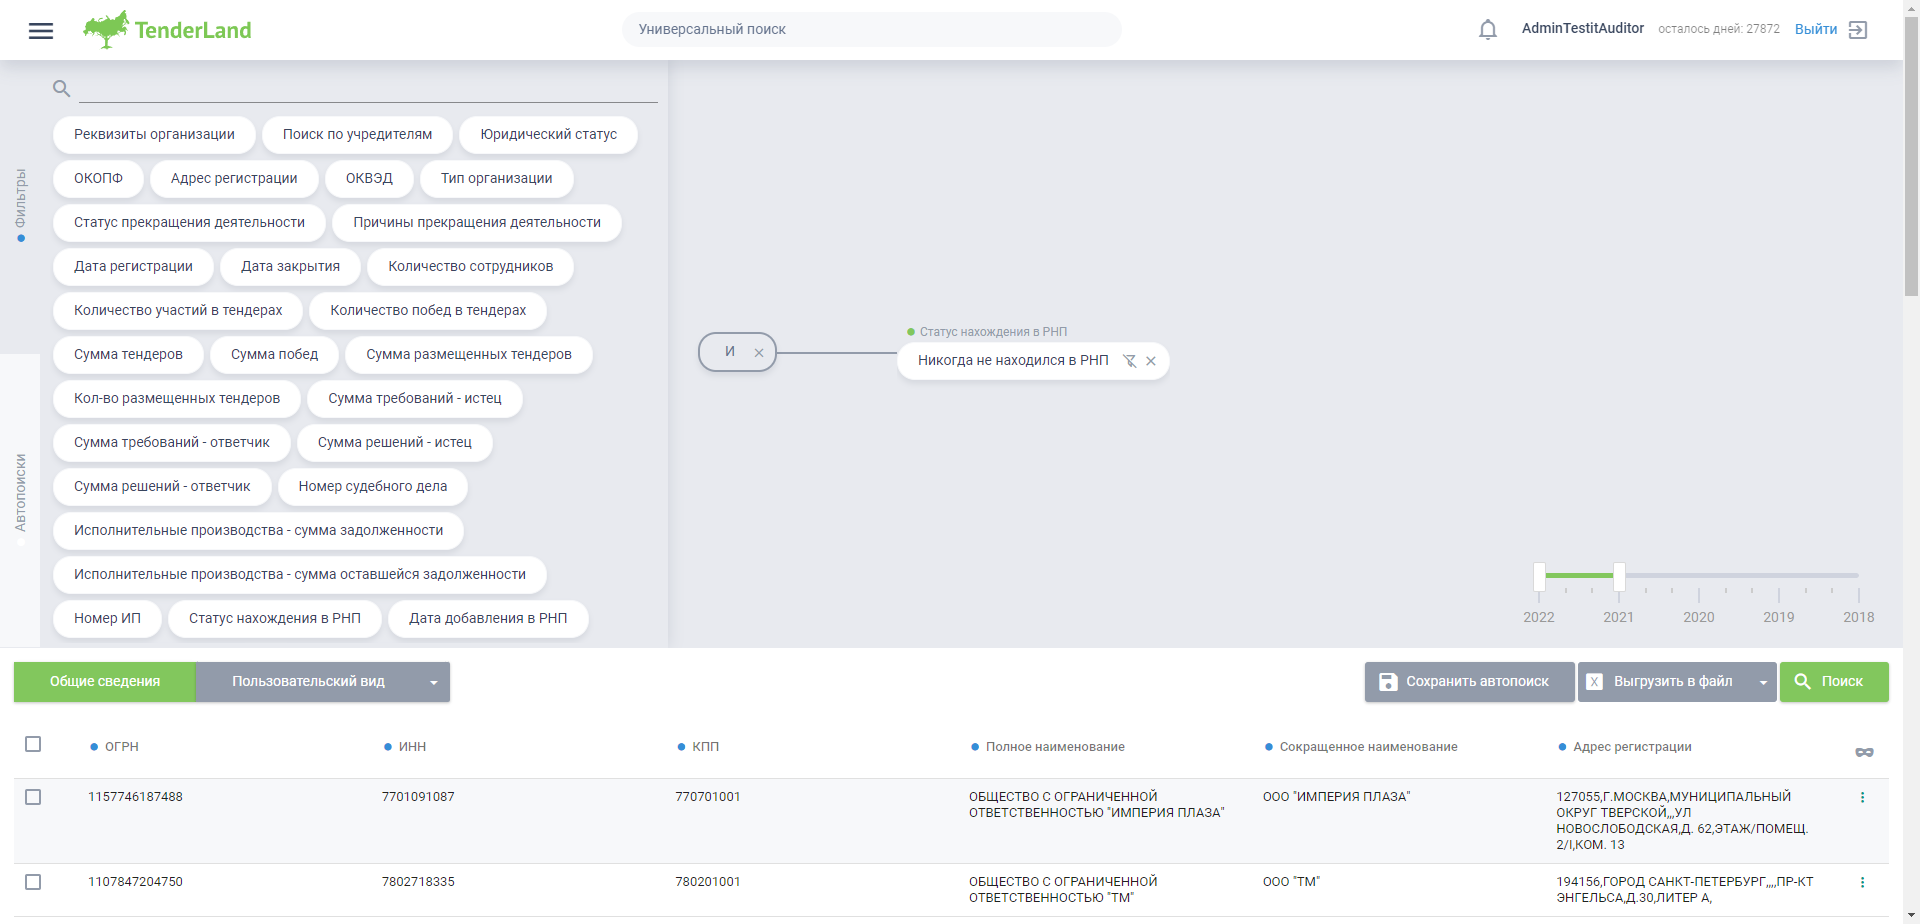 TenderLand
Универсальный поиск
AdminTestitAuditor
осталось дней: 27872
Выйти
Фильтры
Автопоиски
Реквизиты организации
Поиск по учредителям
Юридический статус
ОКОПФ
Адрес регистрации
ОКВЭД
Тип организации
Статус прекращения деятельности
Причины прекращения деятельности
Дата регистрации
Дата закрытия
Количество сотрудников
Количество участий в тендерах
Количество побед в тендерах
Сумма тендеров
Сумма побед
Сумма размещенных тендеров
Кол-во размещенных тендеров
Сумма требований - истец
Сумма требований - ответчик
Сумма решений - истец
Сумма решений - ответчик
Номер судебного дела
Исполнительные производства - сумма задолженности
Исполнительные производства - сумма оставшейся задолженности
Номер ИП
Статус нахождения в РНП
Дата добавления в РНП
И
Статус нахождения в РНП
Никогда не находился в РНП
2022
2021
2020
2019
2018
Общие сведения
Пользовательский вид
Сохранить автопоиск
X
Выгрузить в файл
Поиск
ОГРН
ИНН
КПП
Полное наименование
Сокращенное наименование
Адрес регистрации
1157746187488
7701091087
770701001
ОБЩЕСТВО С ОГРАНИЧЕННОЙ
ОТВЕТСТВЕННОСТЬЮ "ИМПЕРИЯ ПЛАЗА"
ООО "ИМПЕРИЯ ПЛАЗА"
127055,Г.МОСКВА,МУНИЦИПАЛЬНЫЙ
ОКРУГ ТВЕРСКОЙ,,,УЛ
НОВОСЛОБОДСКАЯ,Д. 62,ЭТАЖ/ПОМЕЩ.
2/I,КОМ. 13
1107847204750
7802718335
780201001
ОБЩЕСТВО С ОГРАНИЧЕННОЙ
ОТВЕТСТВЕННОСТЬЮ "ТМ"
ООО "ТМ"
194156,ГОРОД САНКТ-ПЕТЕРБУРГ,,,,ПР-КТ
ЭНГЕЛЬСА,Д.30,ЛИТЕР А,